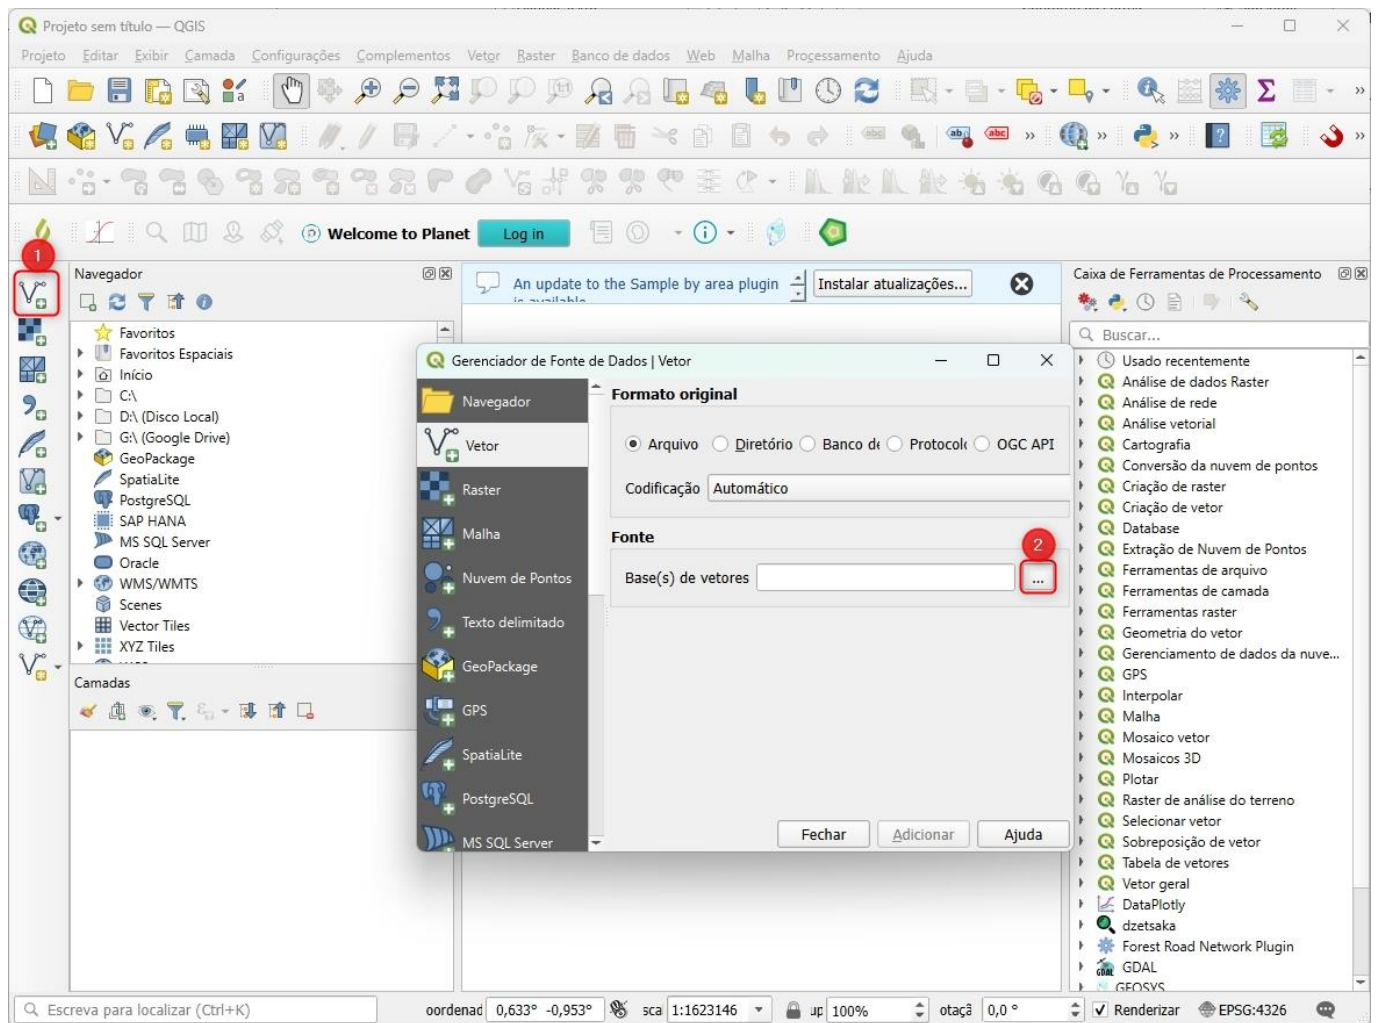 Projeto sem título — QGIS
Projeto Editar Exibir Camada Configurações Complementos Vetor Raster Banco de dados Web Malha Processamento Ajuda
Welcome to Planet Log in
1
Navegador
Favoritos
Favoritos Espaciais
Início
C:\
D:\ (Disco Local)
G:\ (Google Drive)
GeoPackage
SpatiaLite
PostgreSQL
SAP HANA
MS SQL Server
Oracle
WMS/WMTS
Scenes
Vector Tiles
XYZ Tiles
Camadas
An update to the Sample by area plugin
is available
Instalar atualizações...
Gerenciador de Fonte de Dados | Vetor
Navegador
Vetor
Raster
Malha
Nuvem de Pontos
Texto delimitado
GeoPackage
GPS
SpatiaLite
PostgreSQL
MS SQL Server
Formato original
Arquivo Diretório Banco de Protocolo OGC API
Codificação Automático
Fonte
2
Base(s) de vetores ...
Fechar Adicionar Ajuda
Caixa de Ferramentas de Processamento
Buscar...
Usado recentemente
Análise de dados Raster
Análise de rede
Análise vetorial
Cartografia
Conversão da nuvem de pontos
Criação de raster
Criação de vetor
Database
Extração de Nuvem de Pontos
Ferramentas de arquivo
Ferramentas de camada
Ferramentas raster
Geometria do vetor
Gerenciamento de dados da nuve...
GPS
Interpolar
Malha
Mosaico vetor
Mosaicos 3D
Plotar
Raster de análise do terreno
Selecionar vetor
Sobreposição de vetor
Tabela de vetores
Vetor geral
DataPlotly
dzetsaka
Forest Road Network Plugin
GDAL
GEOSYS
Escreva para localizar (Ctrl+K) oordenad 0,633° -0,953° sca 1:1623146 100% otaçã 0,0 ° Renderizar EPSG:4326